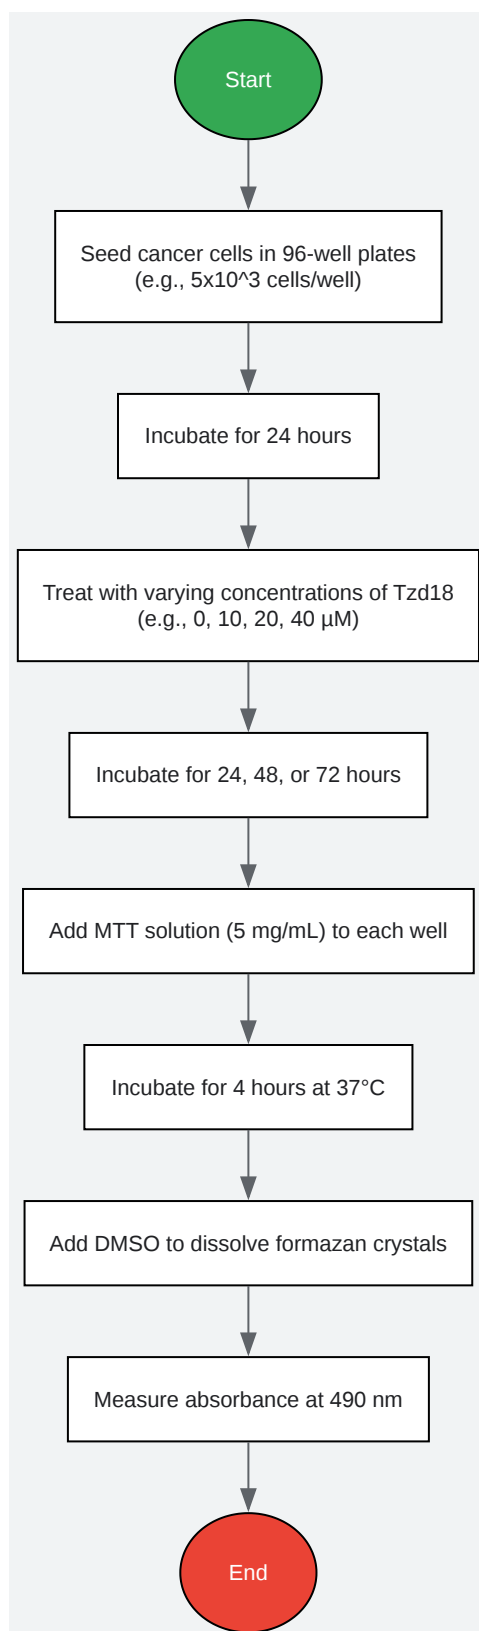 Start
Seed cancer cells in 96-well plates
(e.g., 5x10^3 cells/well)
Incubate for 24 hours
Treat with varying concentrations of Tzd18
(e.g., 0, 10, 20, 40 µM)
Incubate for 24, 48, or 72 hours
Add MTT solution (5 mg/mL) to each well
Incubate for 4 hours at 37°C
Add DMSO to dissolve formazan crystals
Measure absorbance at 490 nm
End